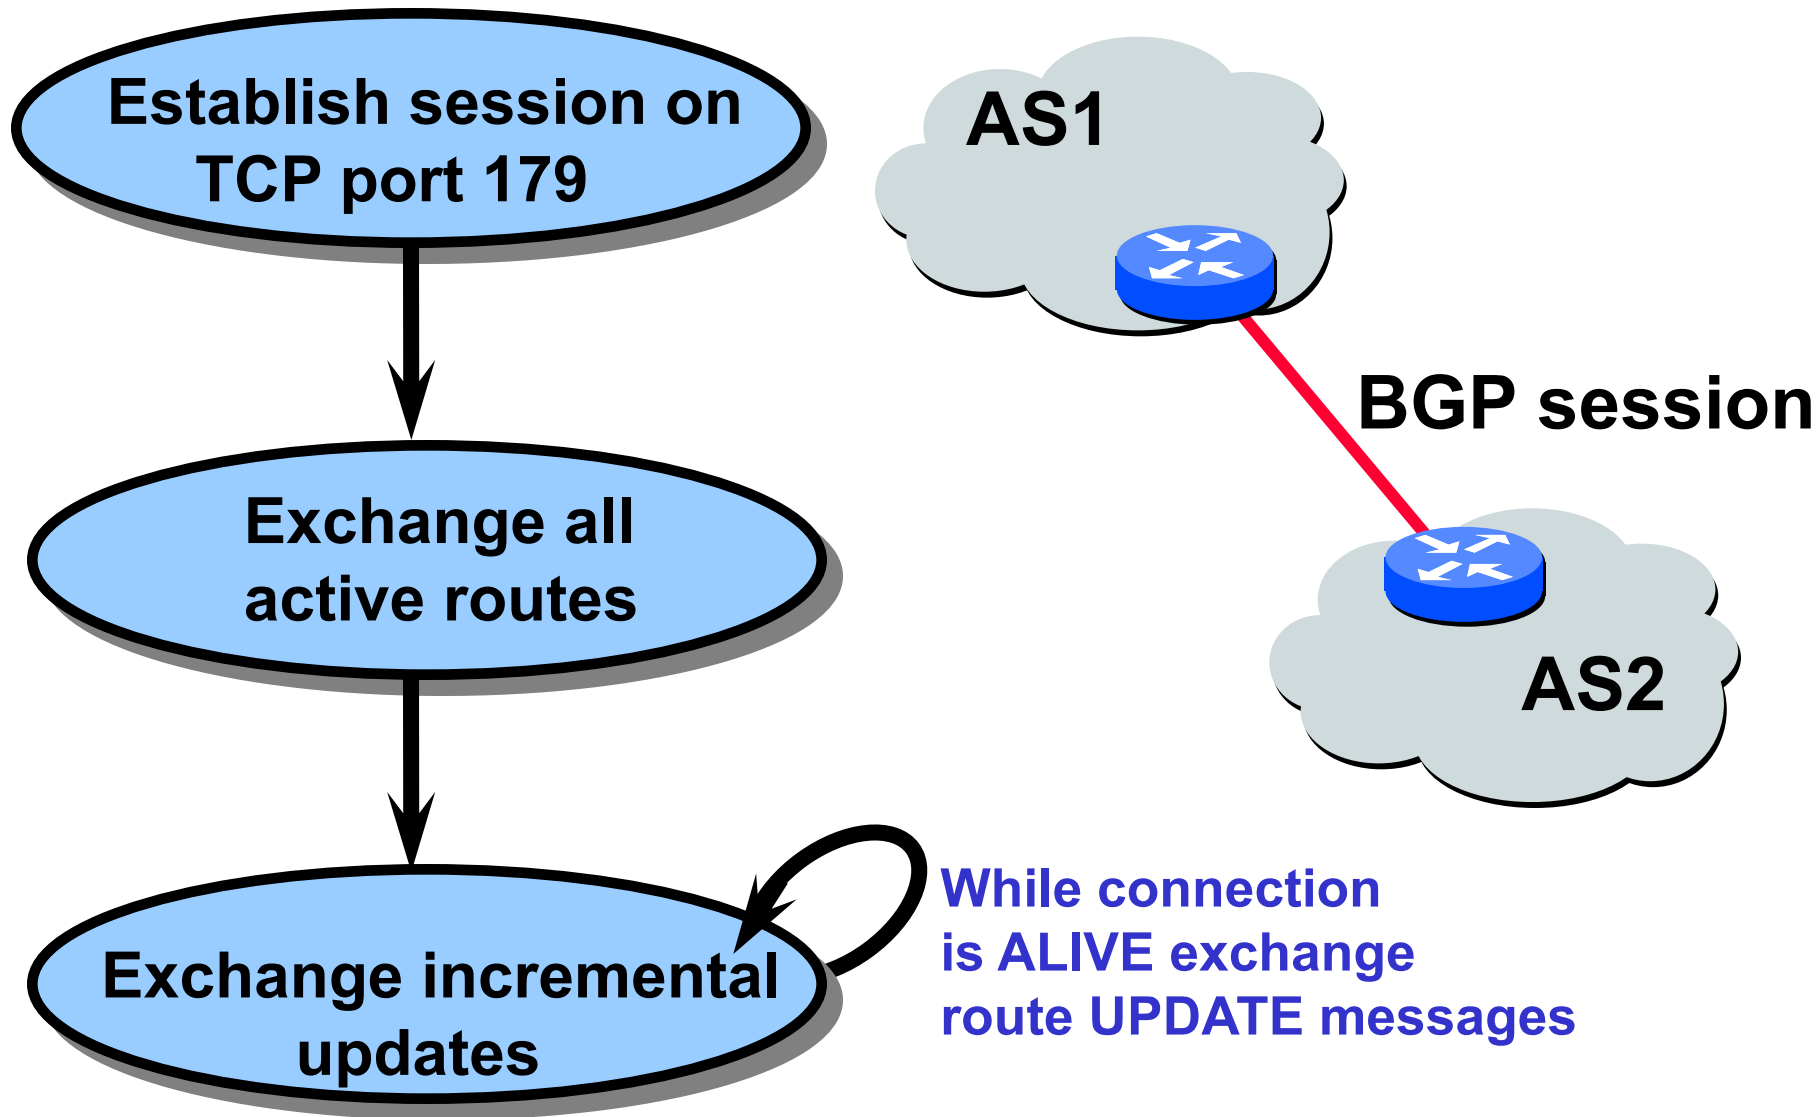 Establish session on
TCP port 179
Exchange all
active routes
Exchange incremental
updates
While connection
is ALIVE exchange
route UPDATE messages
AS1
BGP session
AS2